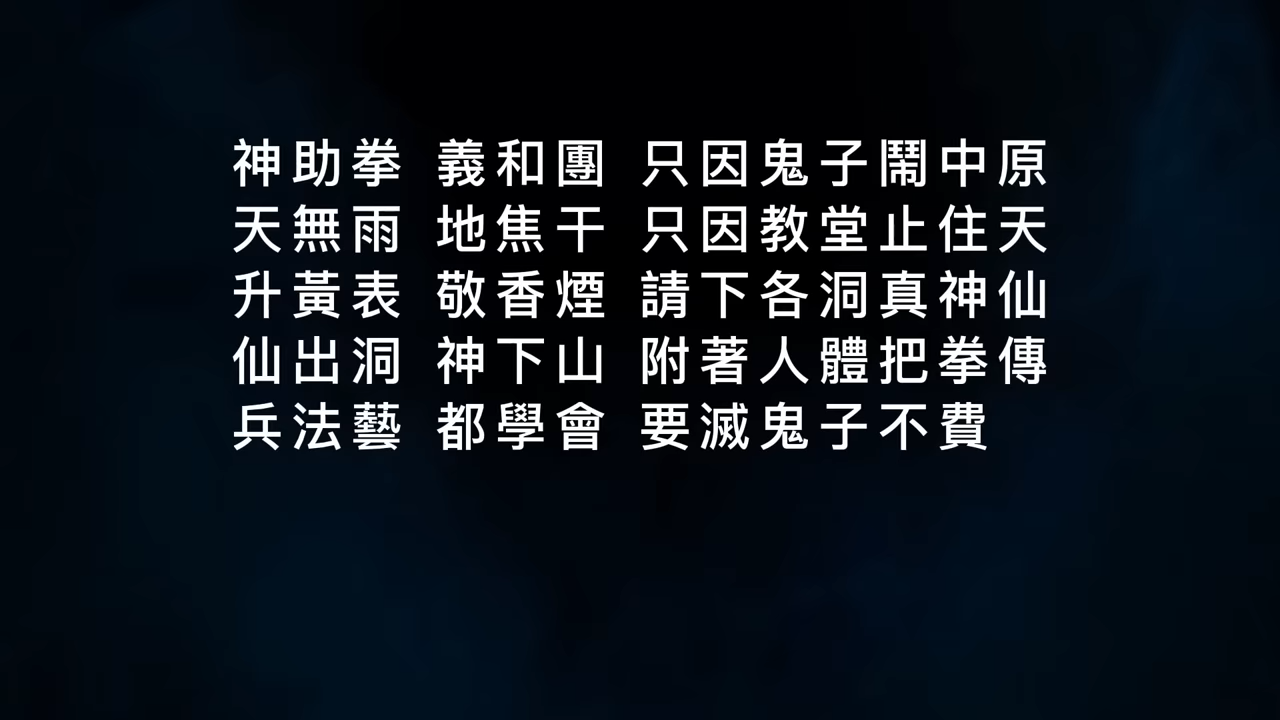 神助拳 義和團 只因鬼子鬧中原
天無雨 地焦干 只因教堂止住天
升黃表 敬香煙 請下各洞真神仙
仙出洞 神下山 附著人體把拳傳
兵法藝 都學會 要滅鬼子不費